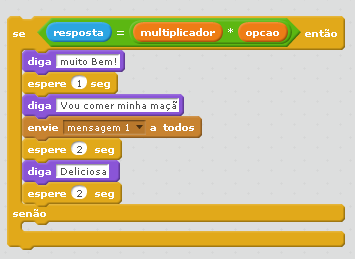 se resposta = multiplicador * opcao então
diga muito Bem!
espere 1 seg
diga Vou comer minha maçã
envie mensagem 1 a todos
espere 2 seg
diga Deliciosa
espere 2 seg
senão